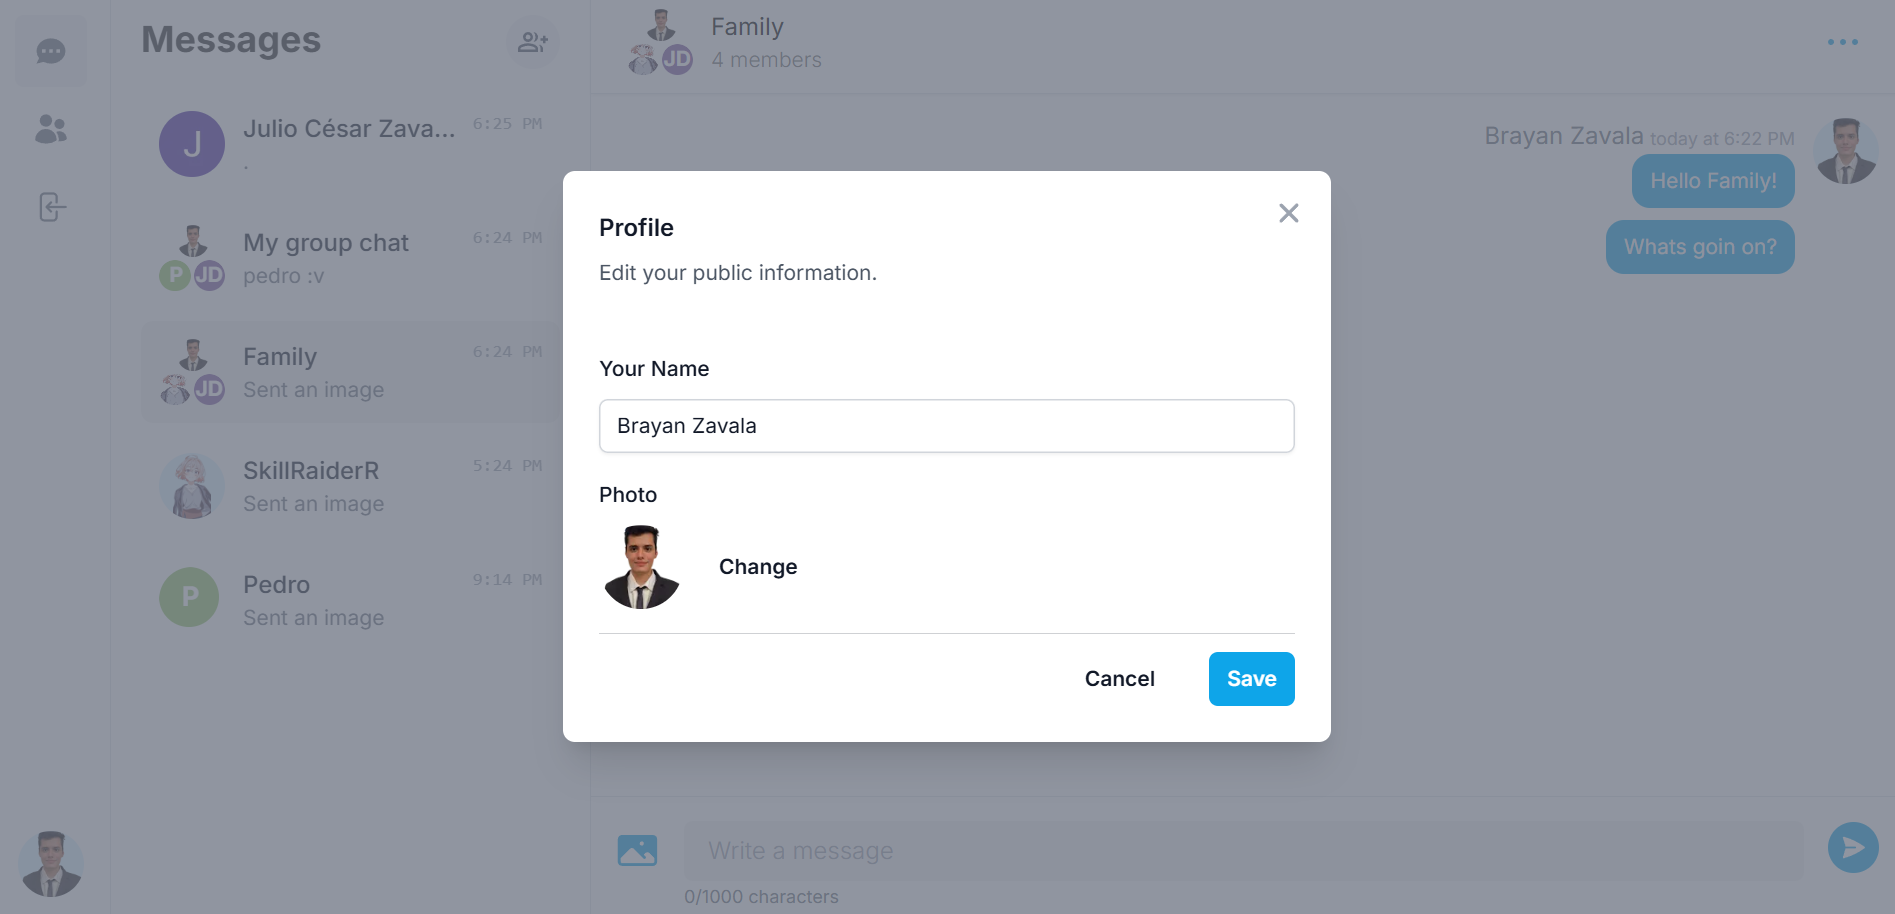 Messages
J
Julio César Zava...
6:25 PM
.
P
JD
My group chat
6:24 PM
pedro :v
JD
Family
6:24 PM
Sent an image
SkillRaiderR
5:24 PM
Sent an image
P
Pedro
9:14 PM
Sent an image
JD
Family
4 members
Brayan Zavala today at 6:22 PM
Hello Family!
Whats goin on?
Profile
Edit your public information.
Your Name
Brayan Zavala
Photo
Change
Cancel
Save
Write a message
0/1000 characters